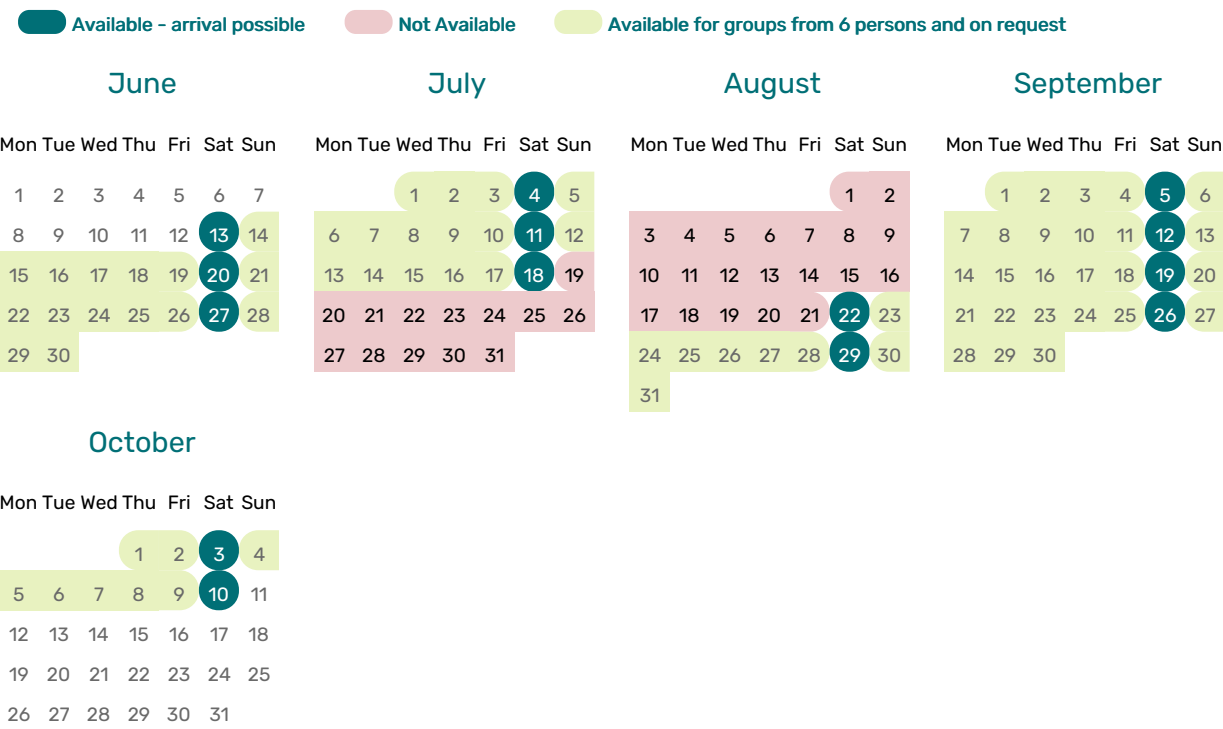 Available - arrival possible Not Available Available for groups from 6 persons and on request
June July August September
Mon Tue Wed Thu Fri Sat Sun Mon Tue Wed Thu Fri Sat Sun Mon Tue Wed Thu Fri Sat Sun Mon Tue Wed Thu Fri Sat Sun
1 2 3 4 5 6 7 1 2 3 4 5 1 2 1 2 3 4 5 6
8 9 10 11 12 13 14 6 7 8 9 10 11 12 3 4 5 6 7 8 9 7 8 9 10 11 12 13
15 16 17 18 19 20 21 13 14 15 16 17 18 19 10 11 12 13 14 15 16 14 15 16 17 18 19 20
22 23 24 25 26 27 28 20 21 22 23 24 25 26 17 18 19 20 21 22 23 21 22 23 24 25 26 27
29 30 27 28 29 30 31 24 25 26 27 28 29 30 28 29 30
31
October
Mon Tue Wed Thu Fri Sat Sun
1 2 3 4
5 6 7 8 9 10 11
12 13 14 15 16 17 18
19 20 21 22 23 24 25
26 27 28 29 30 31